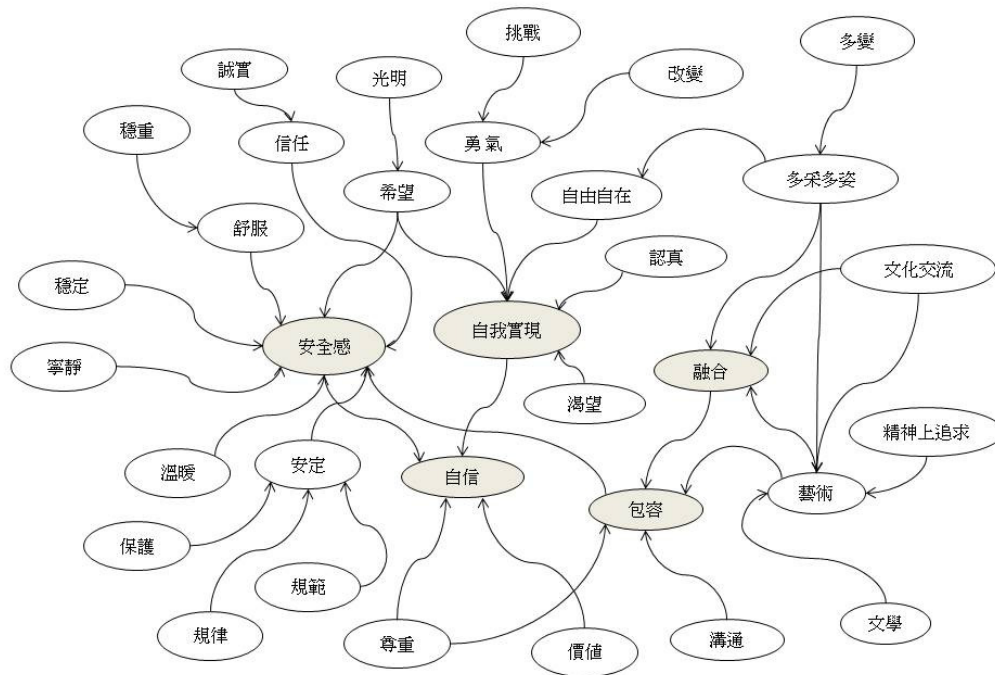 挑戰
多變
誠實
光明
改變
穩重
信任
勇氣
希望
自由自在
多采多姿
舒服
認真
文化交流
穩定
安全感
自我實現
寧靜
融合
渴望
精神上追求
溫暖
安定
自信
藝術
包容
保護
規範
規律
尊重
價值
溝通
文學